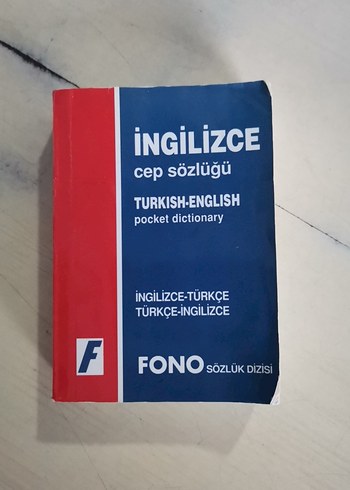 İNGİLİZCE
cep sözlüğü
TURKISH-ENGLISH
pocket dictionary
İNGİLİZCE-TÜRKÇE
TÜRKÇE-İNGİLİZCE
F
FONO SÖZLÜK DİZİSİ